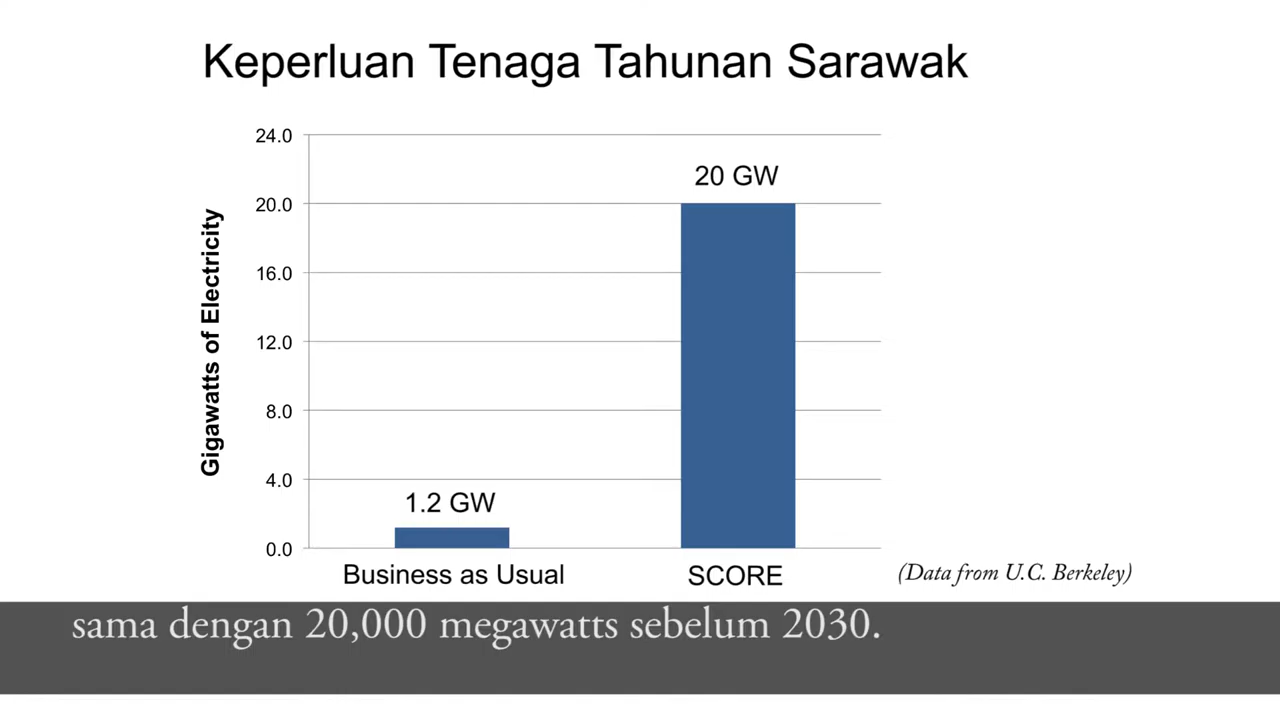 Keperluan Tenaga Tahunan Sarawak
Gigawatts of Electricity
24.0
20.0
16.0
12.0
8.0
4.0
0.0
1.2 GW
20 GW
Business as Usual
SCORE
(Data from U.C. Berkeley)
sama dengan 20,000 megawatts sebelum 2030.